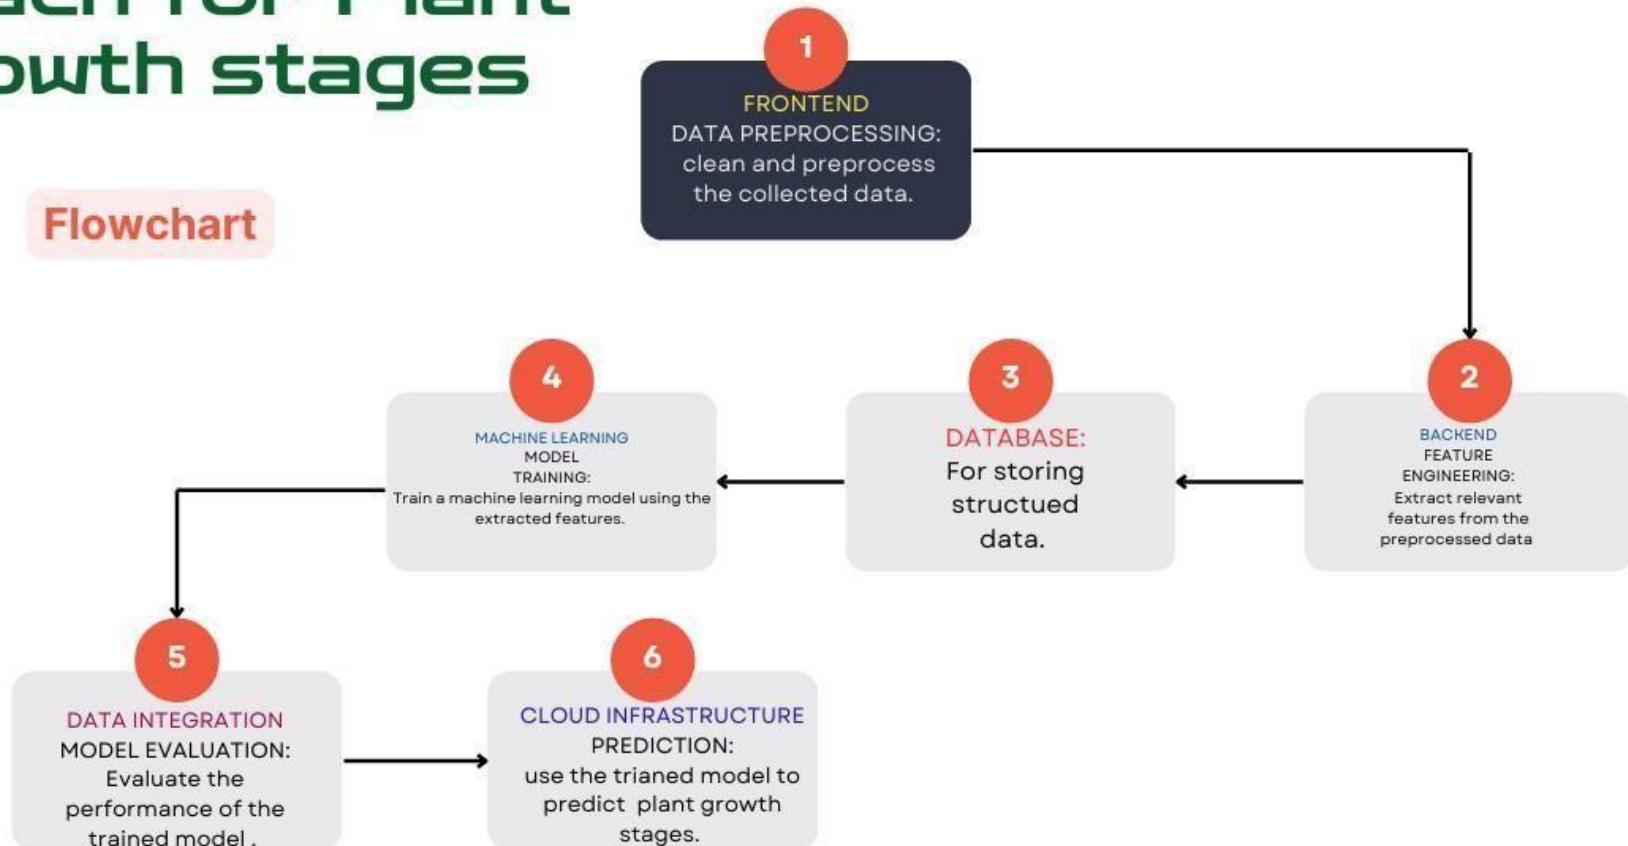 growth stages
Flowchart
1
FRONTEND
DATA PREPROCESSING:
clean and preprocess
the collected data.
2
BACKEND
FEATURE
ENGINEERING:
Extract relevant
features from the
preprocessed data
3
DATABASE:
For storing
structued
data.
4
MACHINE LEARNING
MODEL
TRAINING:
Train a machine learning model using the
extracted features.
5
DATA INTEGRATION
MODEL EVALUATION:
Evaluate the
performance of the
trained model .
6
CLOUD INFRASTRUCTURE
PREDICTION:
use the trianed model to
predict plant growth
stages.